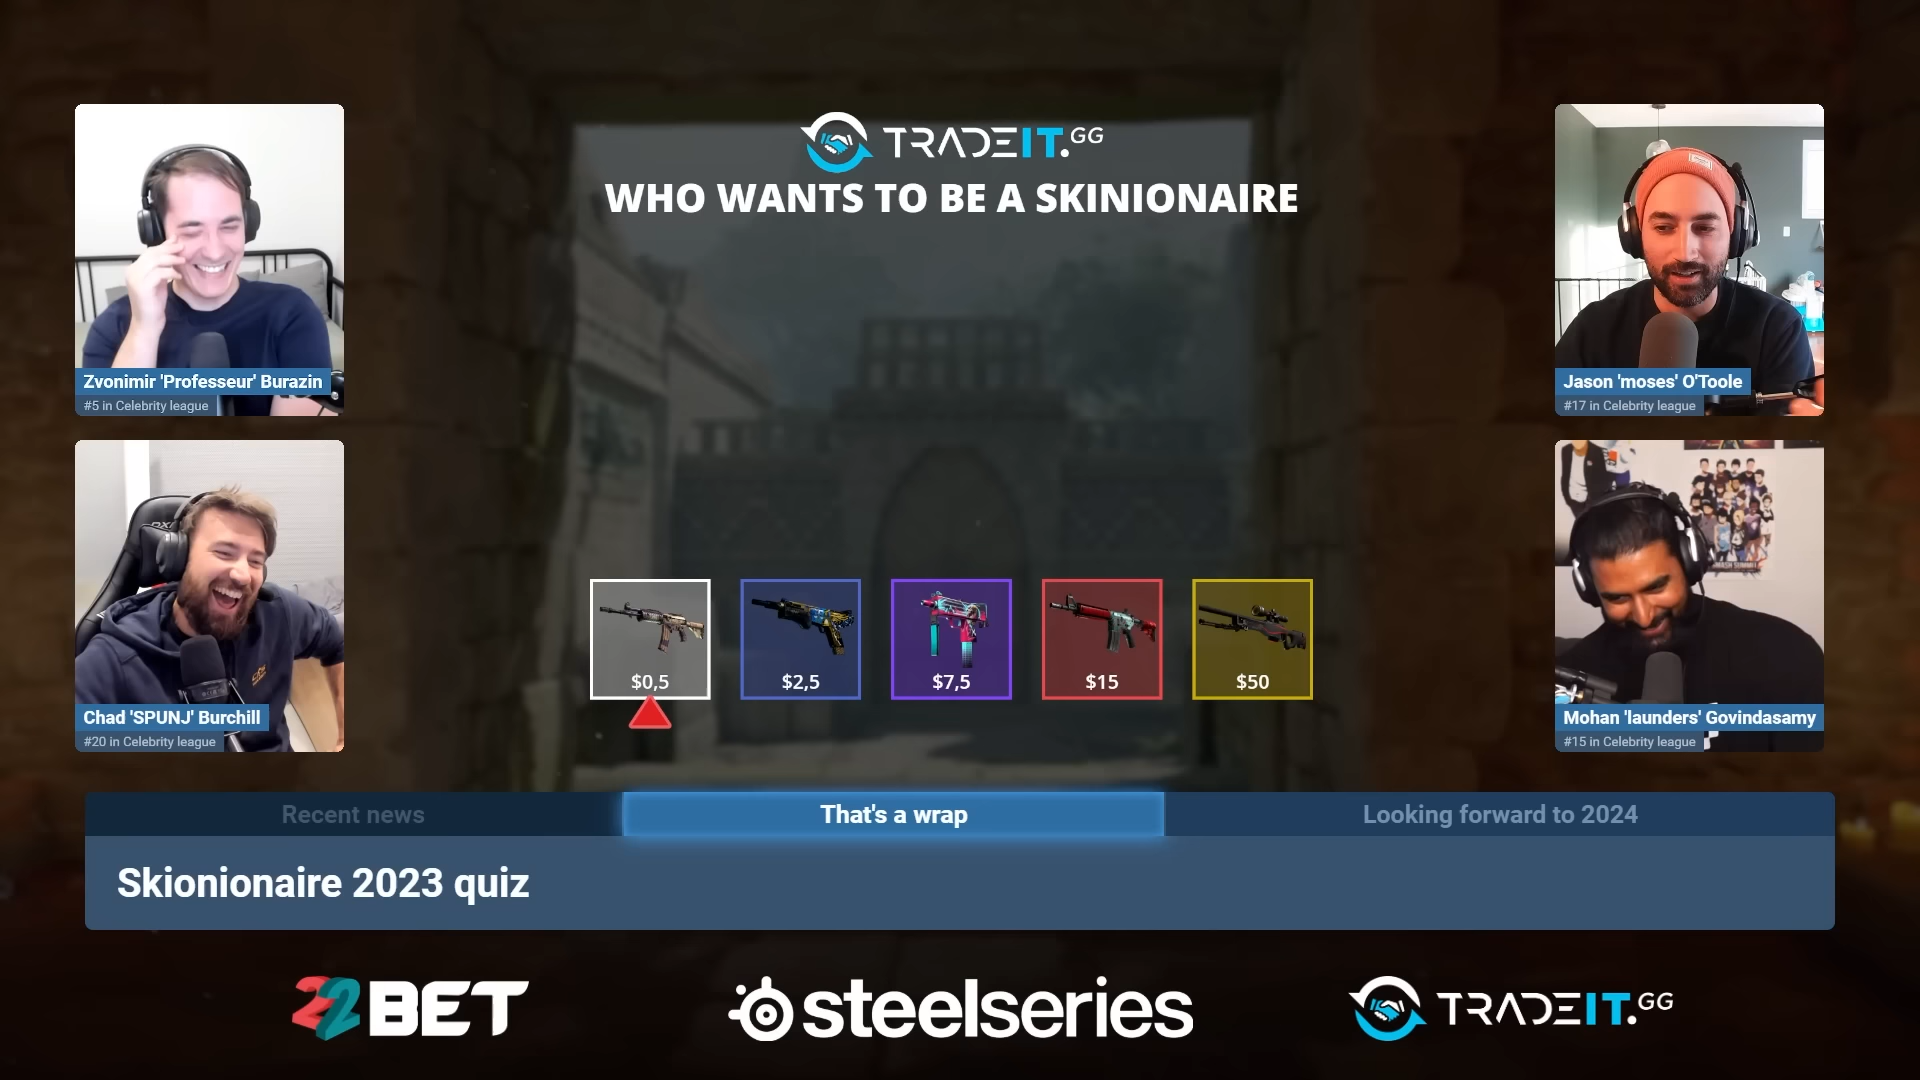 TRADEIT.GG
WHO WANTS TO BE A SKINIONAIRE
Zvonimir 'Professeur' Burazin
#5 in Celebrity league
Jason 'moses' O'Toole
#17 in Celebrity league
$0,5
$2,5
$7,5
$15
$50
Chad 'SPUNJ' Burchill
#20 in Celebrity league
Mohan 'launders' Govindasamy
#15 in Celebrity league
Recent news
That's a wrap
Looking forward to 2024
Skionionaire 2023 quiz
22BET
steelseries
TRADEIT.GG